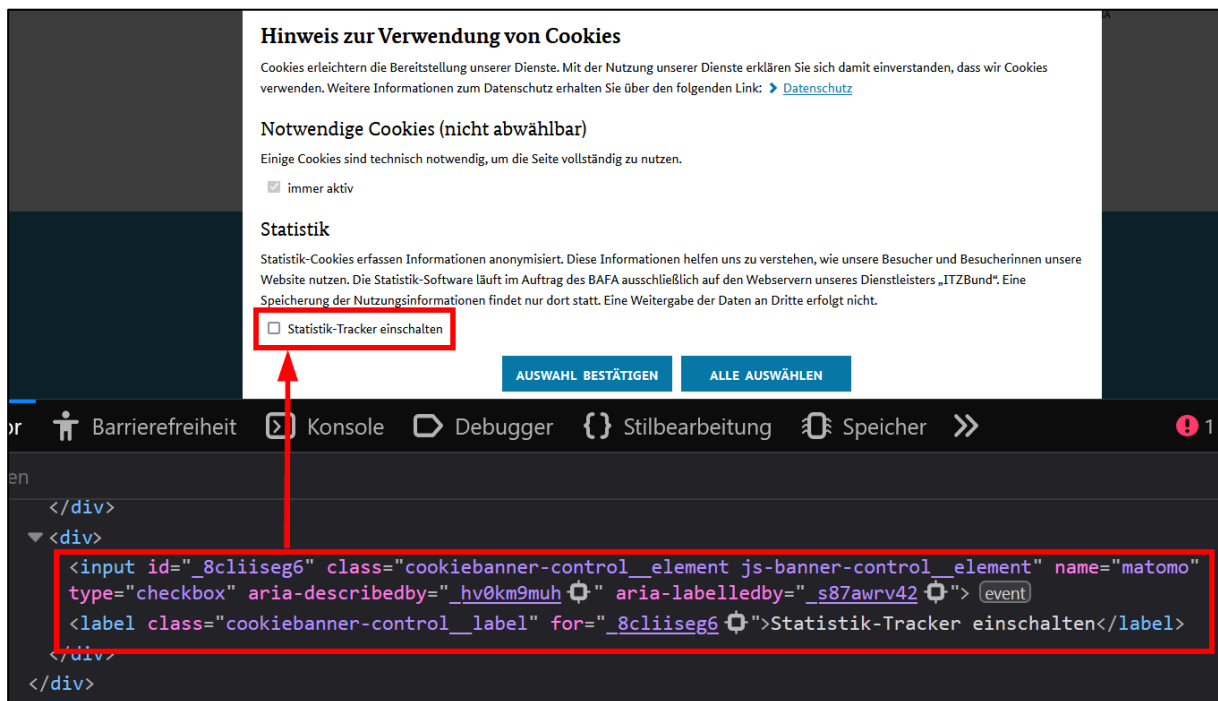 Hinweis zur Verwendung von Cookies
Cookies erleichtern die Bereitstellung unserer Dienste. Mit der Nutzung unserer Dienste erklären Sie sich damit einverstanden, dass wir Cookies
verwenden. Weitere Informationen zum Datenschutz erhalten Sie über den folgenden Link: Datenschutz
Notwendige Cookies (nicht abwählbar)
Einige Cookies sind technisch notwendig, um die Seite vollständig zu nutzen.
immer aktiv
Statistik
Statistik-Cookies erfassen Informationen anonymisiert. Diese Informationen helfen uns zu verstehen, wie unsere Besucher und Besucherinnen unsere
Website nutzen. Die Statistik-Software läuft im Auftrag des BAFA ausschließlich auf den Webservern unseres Dienstleisters „ITZBund“. Eine
Speicherung der Nutzungsinformationen findet nur dort statt. Eine Weitergabe der Daten an Dritte erfolgt nicht.
Statistik-Tracker einschalten
AUSWAHL BESTÄTIGEN ALLE AUSWÄHLEN
or Barrierefreiheit Konsole Debugger {} Stilbearbeitung Speicher 1
en
</div>
<div>
<input id="_8cliiseg6" class="cookiebanner-control__element js-banner-control__element" name="matomo"
type="checkbox" aria-describedby="_hv0km9muh" aria-labelledby="_s87awrv42"> event
<label class="cookiebanner-control__label" for="_8cliiseg6">Statistik-Tracker einschalten</label>
</div>
</div>